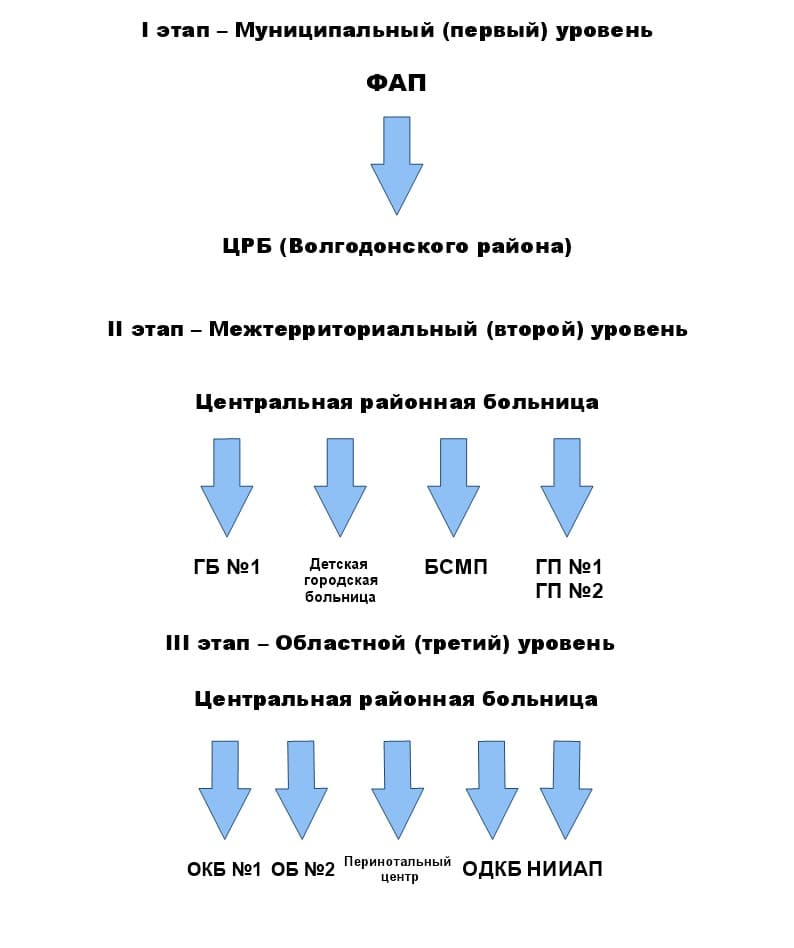 I этап – Муниципальный (первый) уровень
ФАП
ЦРБ (Волгодонского района)
II этап – Межтерриториальный (второй) уровень
Центральная районная больница
ГБ №1 Детская городская больница БСМП ГП №1 ГП №2
III этап – Областной (третий) уровень
Центральная районная больница
ОКБ №1 ОБ №2 Перинотальный центр ОДКБ НИИАП